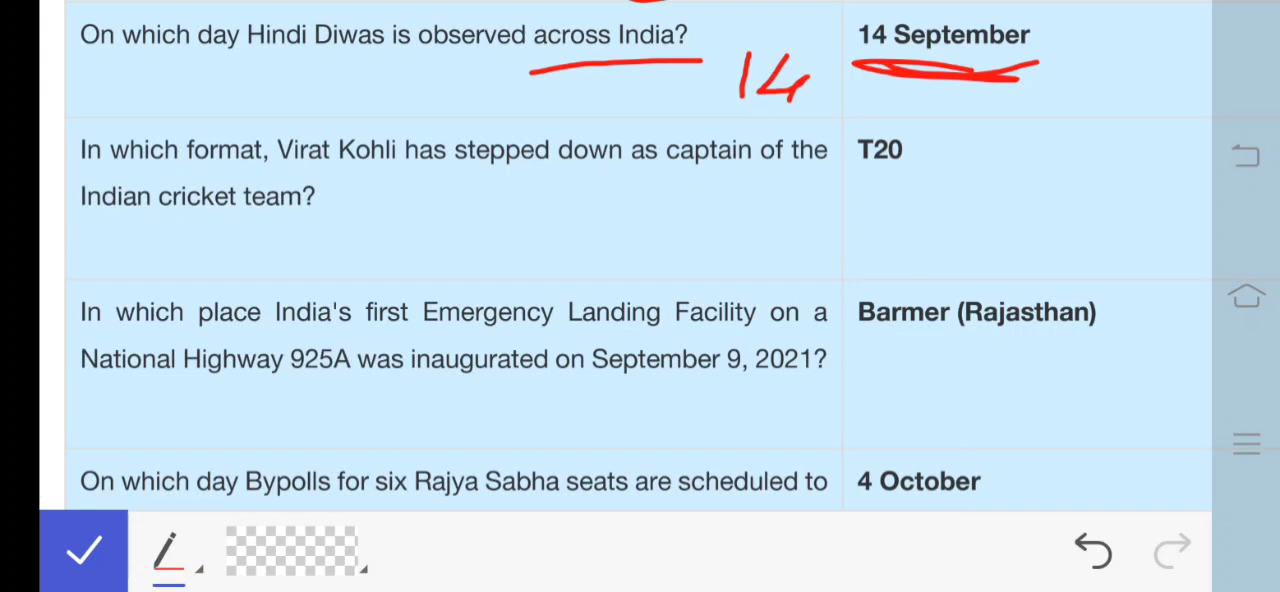 On which day Hindi Diwas is observed across India? 14 September
14
In which format, Virat Kohli has stepped down as captain of the T20
Indian cricket team?
In which place India's first Emergency Landing Facility on a Barmer (Rajasthan)
National Highway 925A was inaugurated on September 9, 2021?
On which day Bypolls for six Rajya Sabha seats are scheduled to 4 October